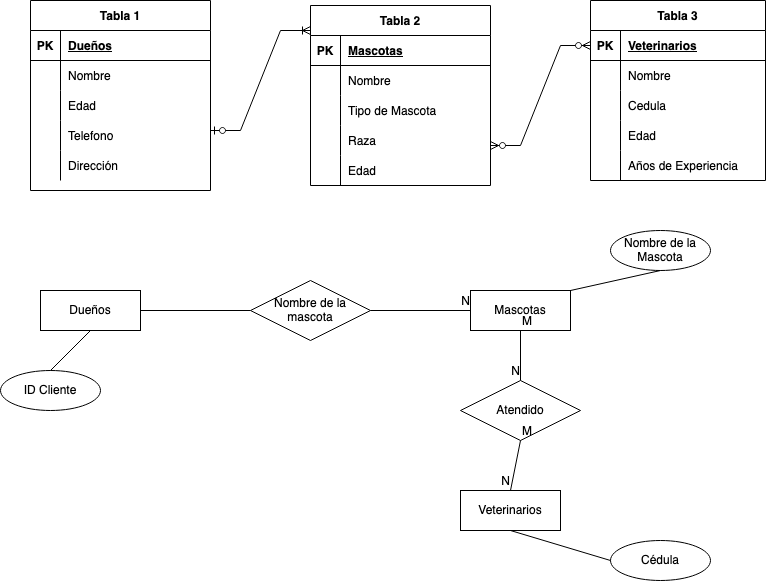 Tabla 1
PK Dueños
Nombre
Edad
Telefono
Dirección
Tabla 2
PK Mascotas
Nombre
Tipo de Mascota
Raza
Edad
Tabla 3
PK Veterinarios
Nombre
Cedula
Edad
Años de Experiencia
Nombre de la
Mascota
Dueños
Nombre de la
mascota
N
Mascotas
M
ID Cliente
N
Atendido
M
N
Veterinarios
Cédula